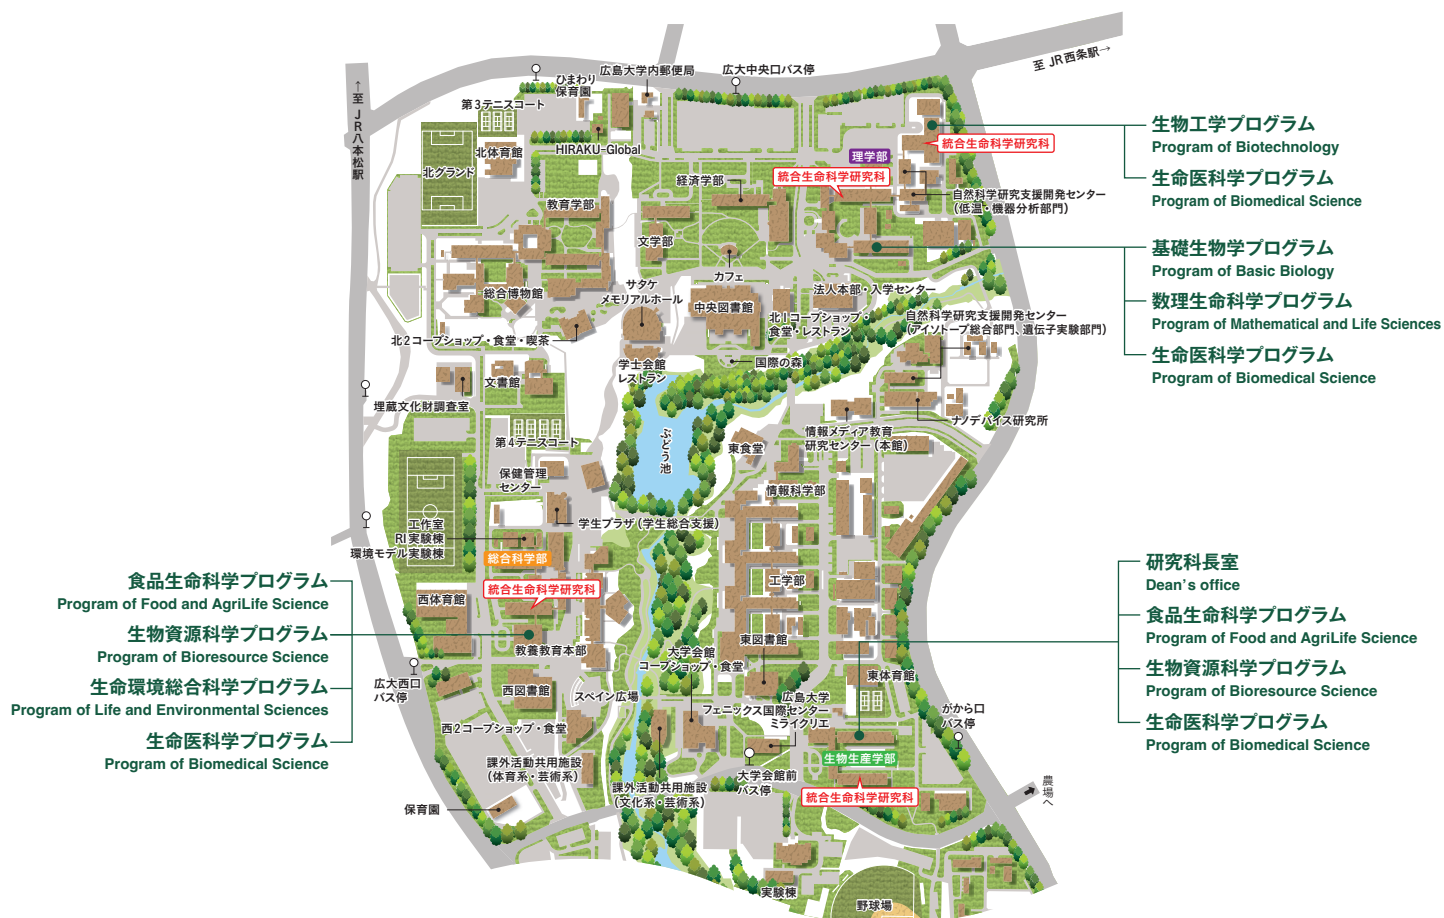 至 JR西条駅→
←至 JR八本松駅
ひまわり
保育園
広島大学内郵便局
広大中央口バス停
第3テニスコート
HIRAKU-Global
北体育館
北グランド
理学部
統合生命科学研究科
統合生命科学研究科
生物工学プログラム
Program of Biotechnology
生命医科学プログラム
Program of Biomedical Science
経済学部
自然科学研究支援開発センター
(低温・機器分析部門)
教育学部
文学部
カフェ
基礎生物学プログラム
Program of Basic Biology
数理生命科学プログラム
Program of Mathematical and Life Sciences
生命医科学プログラム
Program of Biomedical Science
総合博物館
サタケ
メモリアルホール
中央図書館
法人本部・入学センター
北1コープショップ・
食堂・レストラン
自然科学研究支援開発センター
(アイソトープ総合部門、遺伝子実験部門)
北2コープショップ・食堂・喫茶
学士会館
レストラン
国際の森
文書館
埋蔵文化財調査室
ナノデバイス研究所
情報メディア教育
研究センター(本館)
第4テニスコート
ぶどう池
東食堂
保健管理
センター
情報科学部
学生プラザ(学生総合支援)
工作室
RI実験棟
環境モデル実験棟
総合科学部
統合生命科学研究科
工学部
西体育館
教養教育本部
食品生命科学プログラム
Program of Food and AgriLife Science
生物資源科学プログラム
Program of Bioresource Science
生命環境総合科学プログラム
Program of Life and Environmental Sciences
生命医科学プログラム
Program of Biomedical Science
研究科長室
Dean's office
食品生命科学プログラム
Program of Food and AgriLife Science
生物資源科学プログラム
Program of Bioresource Science
生命医科学プログラム
Program of Biomedical Science
東図書館
大学会館
コープショップ・食堂
広大西口
バス停
西図書館
スペイン広場
東体育館
フェニックス国際センター
広島大学
ミライクリエ
がから口
バス停
西2コープショップ・食堂
生物生産学部
統合生命科学研究科
課外活動共用施設
(体育系・芸術系)
課外活動共用施設
(文化系・芸術系)
大学会館前
バス停
農場へ
保育園
実験棟
野球場